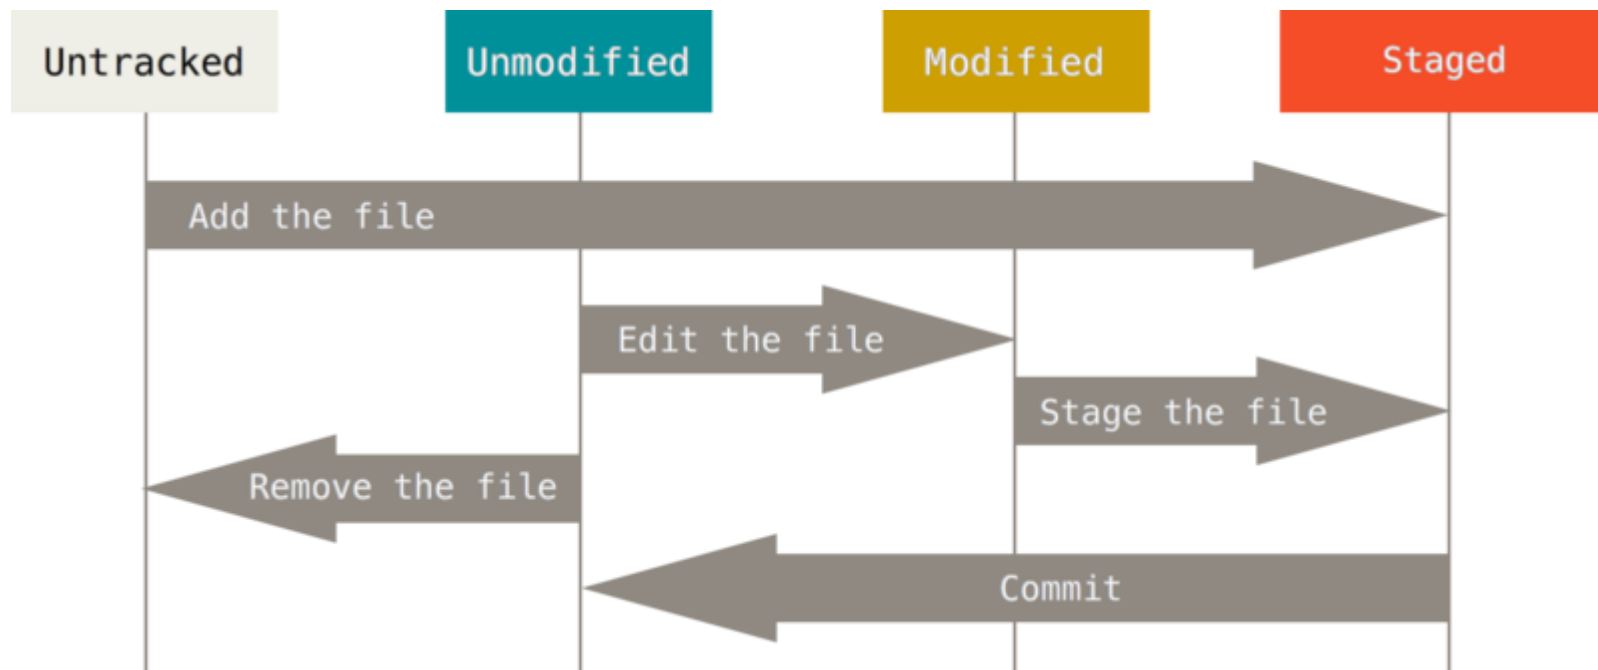 Untracked
Unmodified
Modified
Staged
Add the file
Edit the file
Stage the file
Remove the file
Commit